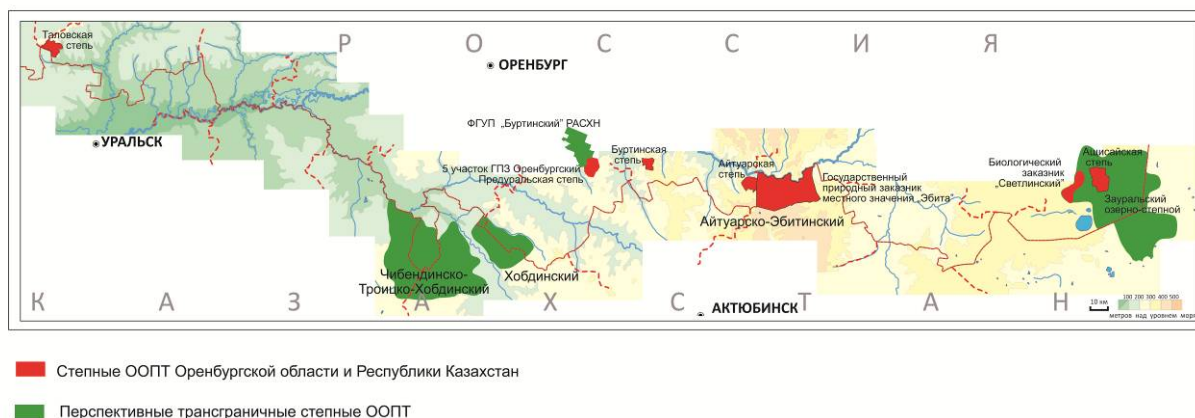 Р О С С И Я
Таловская
степь
ОРЕНБУРГ
УРАЛЬСК
ФГУП „Буртинский” РАСХН
Буртинская
степь
5 участок ГПЗ Оренбургский
Предуральская степь
Айтуарская
степь
Государственный
природный заказник
местного значения „Эбита”
Биологический
заказник
„Светлинский”
Ащисайская
степь
Зауральский
озерно-степной
Айтуарско-Эбитинский
Чибендинско-
Троицко-Хобдинский
Хобдинский
АКТЮБИНСК
К А З А Х С Т А Н
10 км
100 200 300 400 500
метров над уровнем моря
Степные ООПТ Оренбургской области и Республики Казахстан
Перспективные трансграничные степные ООПТ